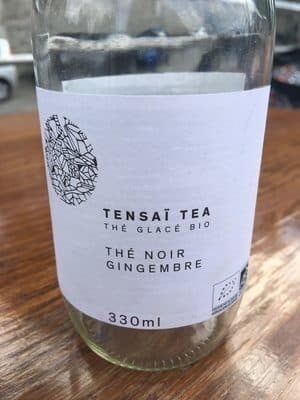 TENSAÏ TEA
THÉ GLACÉ BIO
THÉ NOIR
GINGEMBRE
330ml